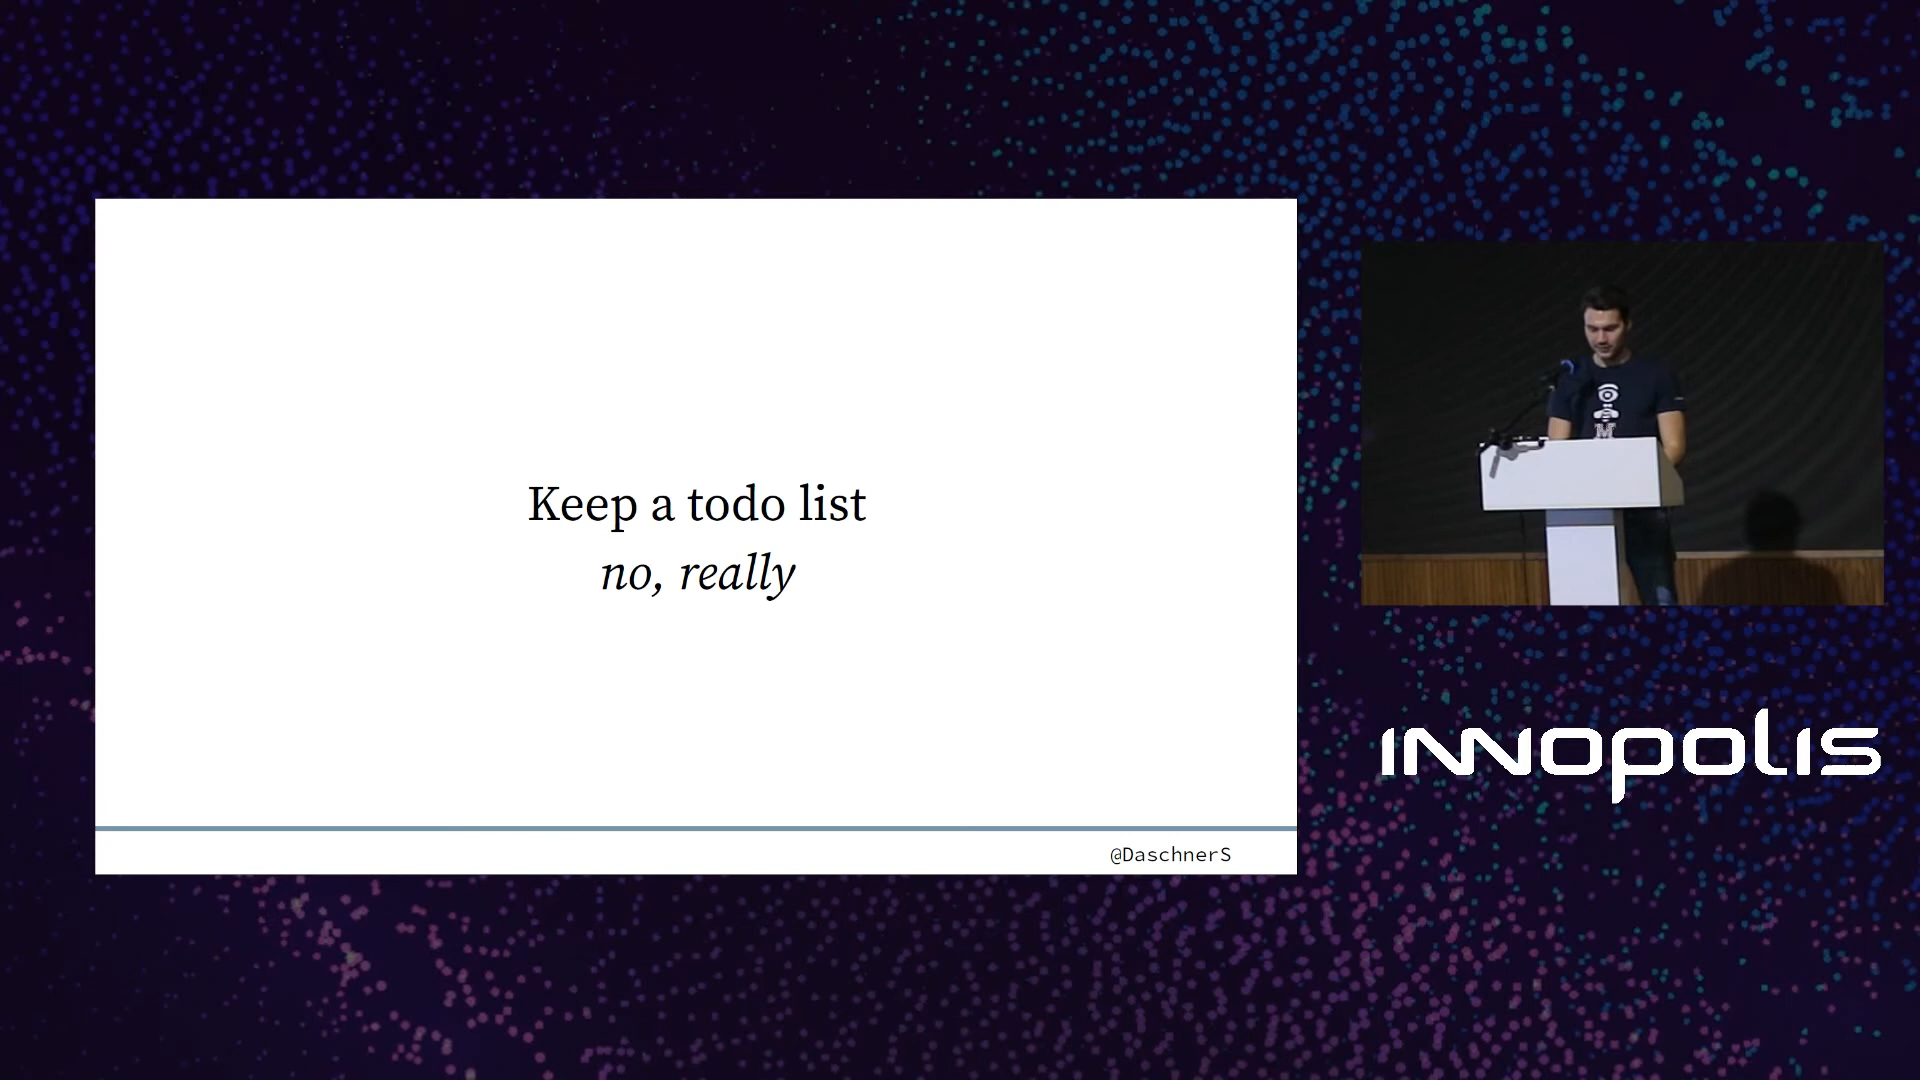 Keep a todo list
no, really
@DaschnerS
INNOPOLIS
M